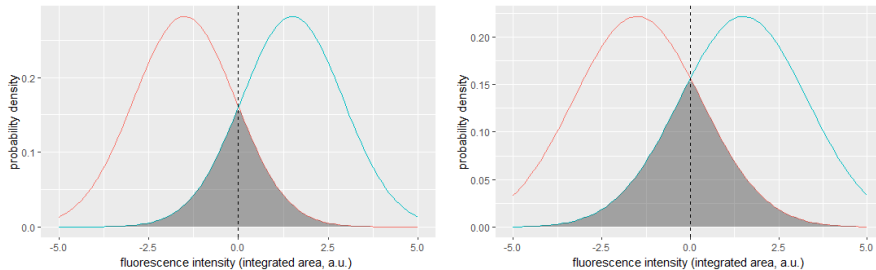 probability density
0.2
0.1
0.0
-5.0 -2.5 0.0 2.5 5.0
fluorescence intensity (integrated area, a.u.)
probability density
0.20
0.15
0.10
0.05
0.00
-5.0 -2.5 0.0 2.5 5.0
fluorescence intensity (integrated area, a.u.)